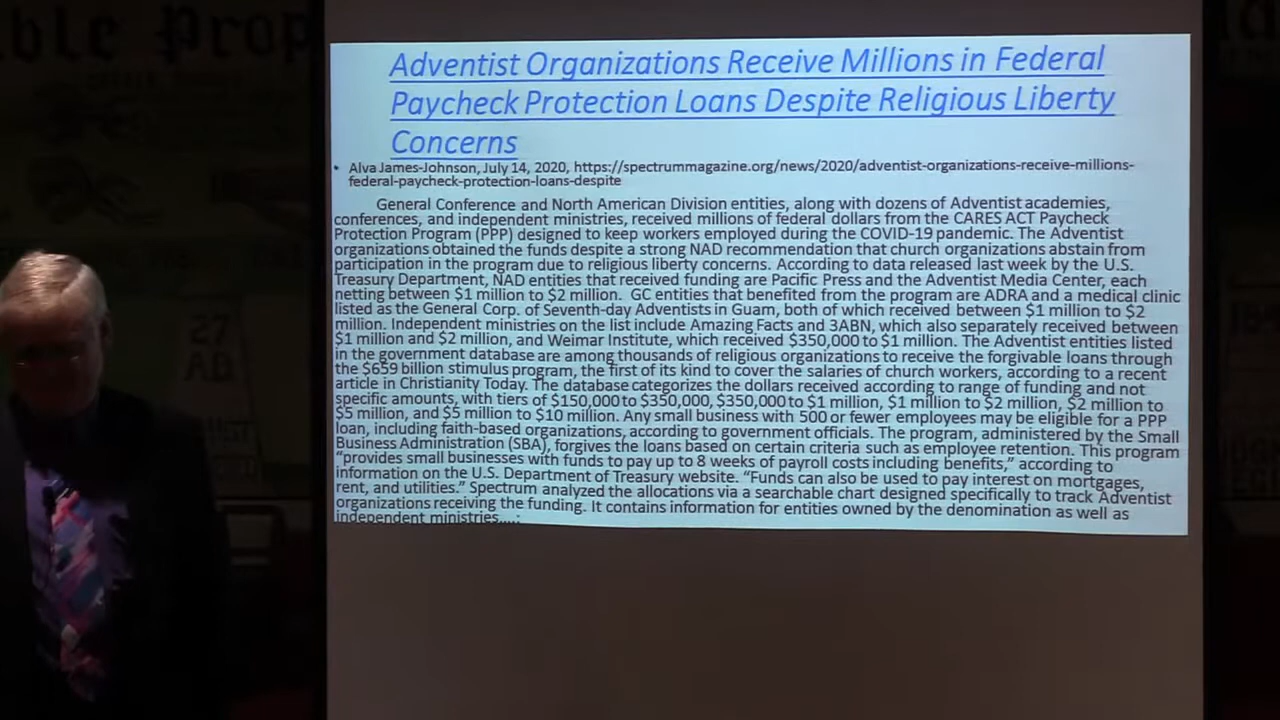 ble Prop
27
AD
Adventist Organizations Receive Millions in Federal
Paycheck Protection Loans Despite Religious Liberty
Concerns
• Alva James-Johnson, July 14, 2020, https://spectrummagazine.org/news/2020/adventist-organizations-receive-millions-
federal-paycheck-protection-loans-despite
General Conference and North American Division entities, along with dozens of Adventist academies,
conferences, and independent ministries, received millions of federal dollars from the CARES ACT Paycheck
Protection Program (PPP) designed to keep workers employed during the COVID-19 pandemic. The Adventist
organizations obtained the funds despite a strong NAD recommendation that church organizations abstain from
participation in the program due to religious liberty concerns. According to data released last week by the U.S.
Treasury Department, NAD entities that received funding are Pacific Press and the Adventist Media Center, each
netting between $1 million to $2 million. GC entities that benefited from the program are ADRA and a medical clinic
listed as the General Corp. of Seventh-day Adventists in Guam, both of which received between $1 million to $2
million. Independent ministries on the list include Amazing Facts and 3ABN, which also separately received between
$1 million and $2 million, and Weimar Institute, which received $350,000 to $1 million. The Adventist entities listed
in the government database are among thousands of religious organizations to receive the forgivable loans through
the $659 billion stimulus program, the first of its kind to cover the salaries of church workers, according to a recent
article in Christianity Today. The database categorizes the dollars received according to range of funding and not
specific amounts, with tiers of $150,000 to $350,000, $350,000 to $1 million, $1 million to $2 million, $2 million to
$5 million, and $5 million to $10 million. Any small business with 500 or fewer employees may be eligible for a PPP
loan, including faith-based organizations, according to government officials. The program, administered by the Small
Business Administration (SBA), forgives the loans based on certain criteria such as employee retention. This program
“provides small businesses with funds to pay up to 8 weeks of payroll costs including benefits,” according to
information on the U.S. Department of Treasury website. “Funds can also be used to pay interest on mortgages,
rent, and utilities.” Spectrum analyzed the allocations via a searchable chart designed specifically to track Adventist
organizations receiving the funding. It contains information for entities owned by the denomination as well as
independent ministries....: